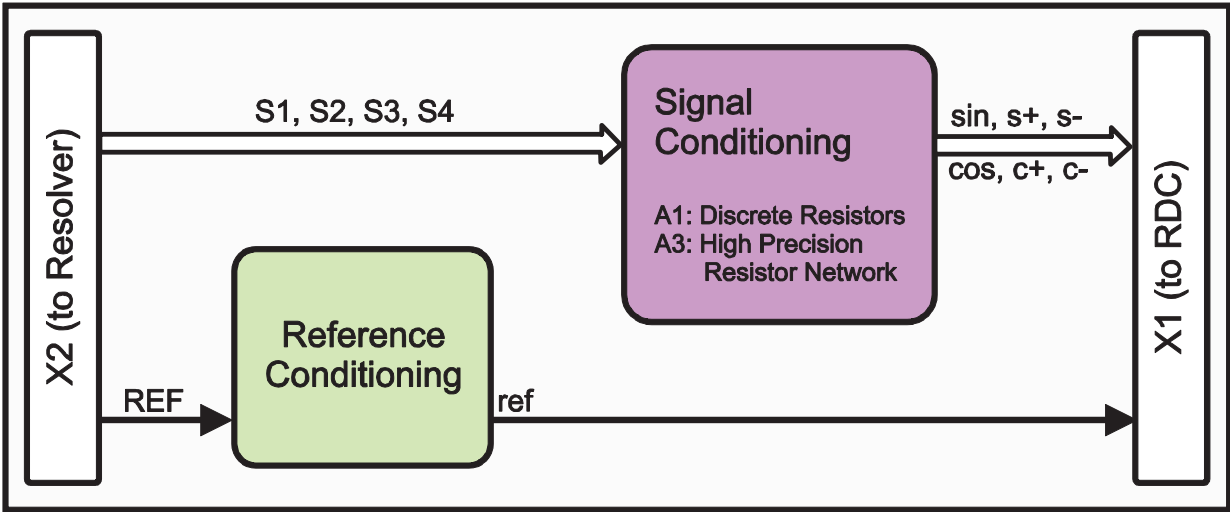 X2 (to Resolver)
S1, S2, S3, S4
Signal
Conditioning
A1: Discrete Resistors
A3: High Precision
Resistor Network
sin, s+, s-
cos, c+, c-
X1 (to RDC)
REF
Reference
Conditioning
ref